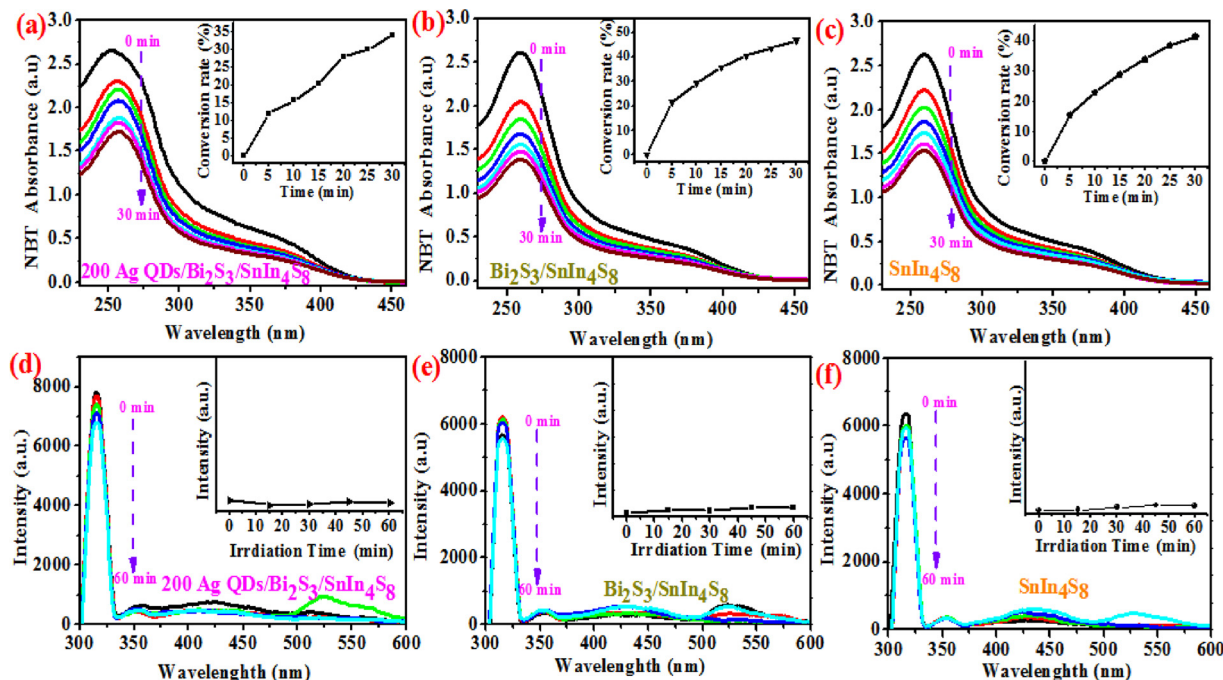 (a)
NBT Absorbance (a.u)
3.0
2.5
2.0
1.5
1.0
0.5
0.0
250 300 350 400 450
Wavelength (nm)
0 min
30 min
200 Ag QDs/Bi₂S₃/SnIn₄S₈
Conversion rate (%)
35
30
25
20
15
10
5
0
0 5 10 15 20 25 30
Time (min)
(b)
NBT Absorbance (a.u)
3.0
2.5
2.0
1.5
1.0
0.5
0.0
250 300 350 400 450
Wavelength (nm)
0 min
30 min
Bi₂S₃/SnIn₄S₈
Conversion rate (%)
50
40
30
20
10
0
0 5 10 15 20 25 30
Time (min)
(c)
NBT Absorbance (a.u)
3.0
2.5
2.0
1.5
1.0
0.5
0.0
250 300 350 400 450
Wavelength (nm)
0 min
30 min
SnIn₄S₈
Conversion rate (%)
40
30
20
10
0
0 5 10 15 20 25 30
Time (min)
(d)
Intensity (a.u.)
8000
6000
4000
2000
0
300 350 400 450 500 550 600
Wavelenghth (nm)
0 min
60 min
200 Ag QDs/Bi₂S₃/SnIn₄S₈
Intensity (a.u.)
0 10 20 30 40 50 60
Irrdiation Time (min)
(e)
Intensity (a.u)
8000
6000
4000
2000
0
300 350 400 450 500 550 600
Wavelenghth (nm)
0 min
60 min
Bi₂S₃/SnIn₄S₈
Intensity (a.u.)
0 10 20 30 40 50 60
Irrdiation Time (min)
(f)
Intensity (a.u)
8000
6000
4000
2000
0
300 350 400 450 500 550 600
Wavelenghth (nm)
0 min
60 min
SnIn₄S₈
Intensity (a.u.)
0 10 20 30 40 50 60
Irrdiation Time (min)